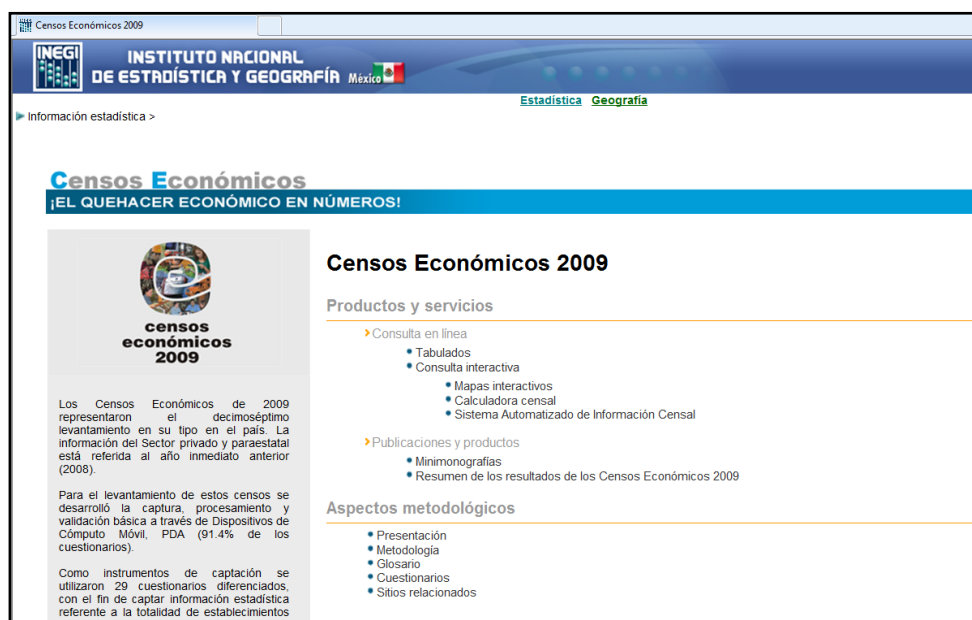 Censos Económicos 2009
INEGI
INSTITUTO NACIONAL
DE ESTADÍSTICA Y GEOGRAFÍA México
Estadística Geografía
Información estadística >
Censos Económicos
¡EL QUEHACER ECONÓMICO EN NÚMEROS!
censos
económicos
2009
Los Censos Económicos de 2009
representaron el decimoséptimo
levantamiento en su tipo en el país. La
información del Sector privado y paraestatal
está referida al año inmediato anterior
(2008).
Para el levantamiento de estos censos se
desarrolló la captura, procesamiento y
validación básica a través de Dispositivos de
Cómputo Móvil, PDA (91.4% de los
cuestionarios).
Como instrumentos de captación se
utilizaron 29 cuestionarios diferenciados,
con el fin de captar información estadística
referente a la totalidad de establecimientos
Censos Económicos 2009
Productos y servicios
Consulta en línea
Tabulados
Consulta interactiva
Mapas interactivos
Calculadora censal
Sistema Automatizado de Información Censal
Publicaciones y productos
Minimonografías
Resumen de los resultados de los Censos Económicos 2009
Aspectos metodológicos
Presentación
Metodología
Glosario
Cuestionarios
Sitios relacionados